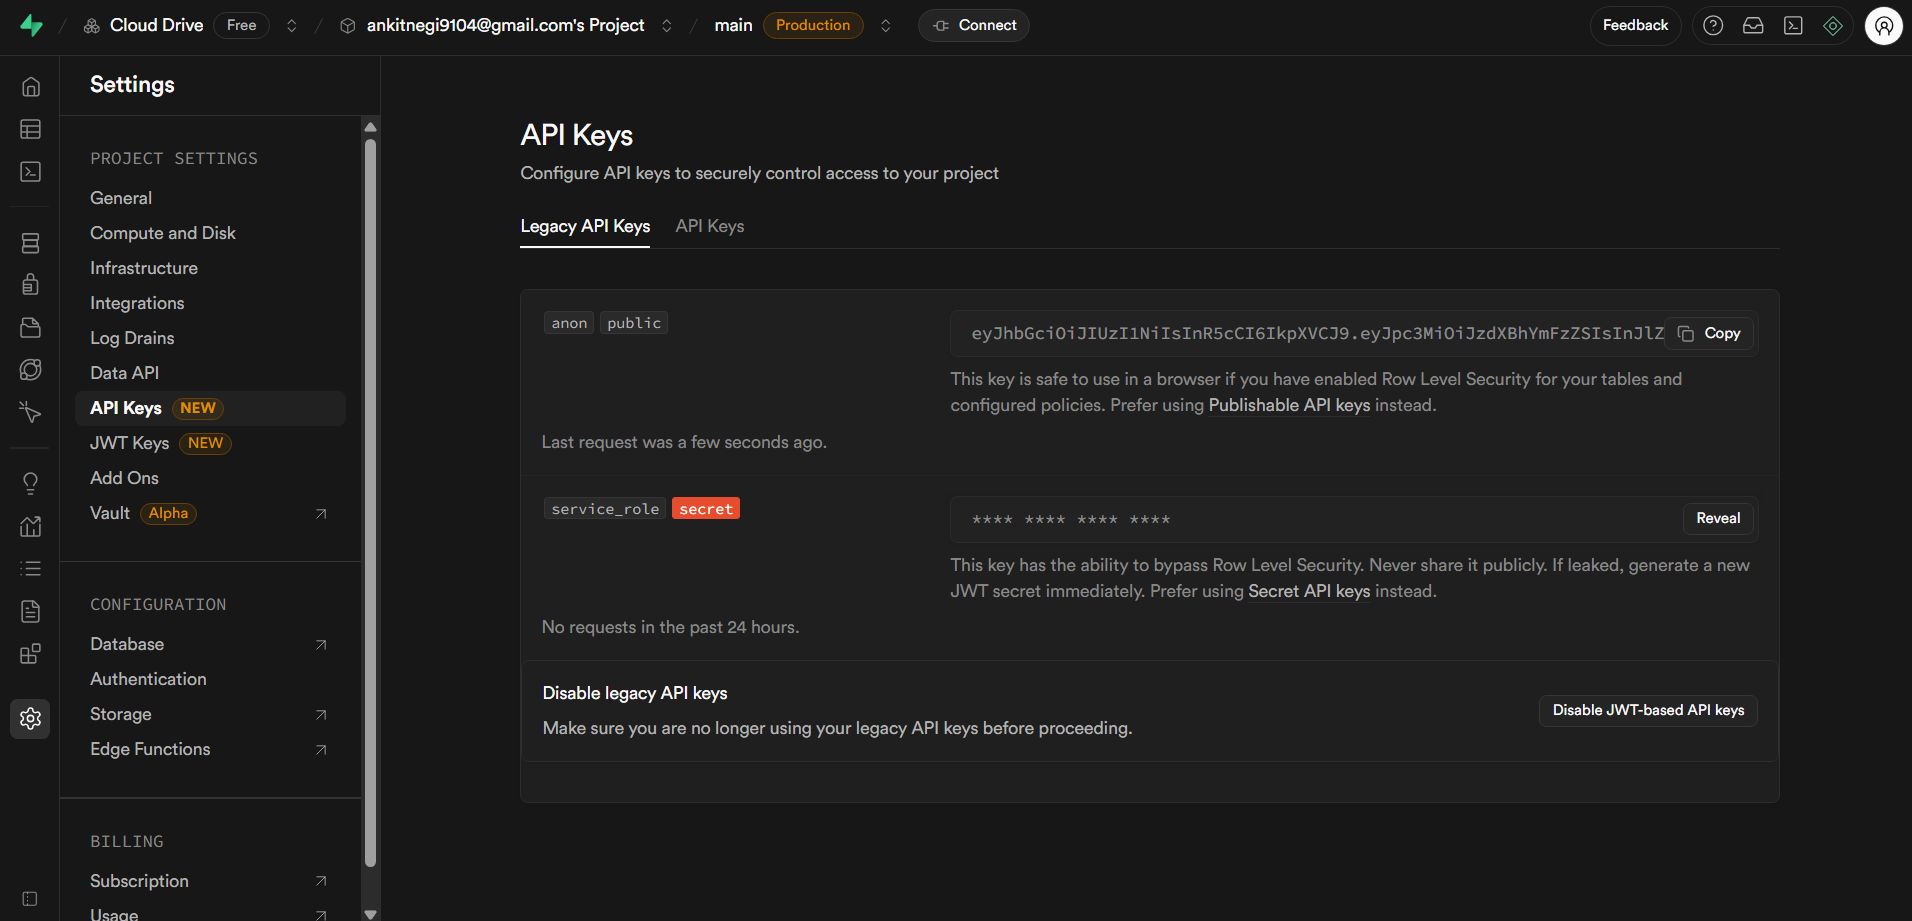 Cloud Drive Free ankitnegi9104@gmail.com's Project main Production Connect Feedback
Settings
PROJECT SETTINGS
General
Compute and Disk
Infrastructure
Integrations
Log Drains
Data API
API Keys NEW
JWT Keys NEW
Add Ons
Vault Alpha
CONFIGURATION
Database
Authentication
Storage
Edge Functions
BILLING
Subscription
Usage
API Keys
Configure API keys to securely control access to your project
Legacy API Keys API Keys
anon public
eyJhbGciOiJIUzI1NiIsInR5cCI6IkpXVCJ9.eyJpc3MiOiJzdXBhYmFzZSIsInJlZ Copy
This key is safe to use in a browser if you have enabled Row Level Security for your tables and
configured policies. Prefer using Publishable API keys instead.
Last request was a few seconds ago.
service_role secret
**** **** **** **** Reveal
This key has the ability to bypass Row Level Security. Never share it publicly. If leaked, generate a new
JWT secret immediately. Prefer using Secret API keys instead.
No requests in the past 24 hours.
Disable legacy API keys
Make sure you are no longer using your legacy API keys before proceeding.
Disable JWT-based API keys